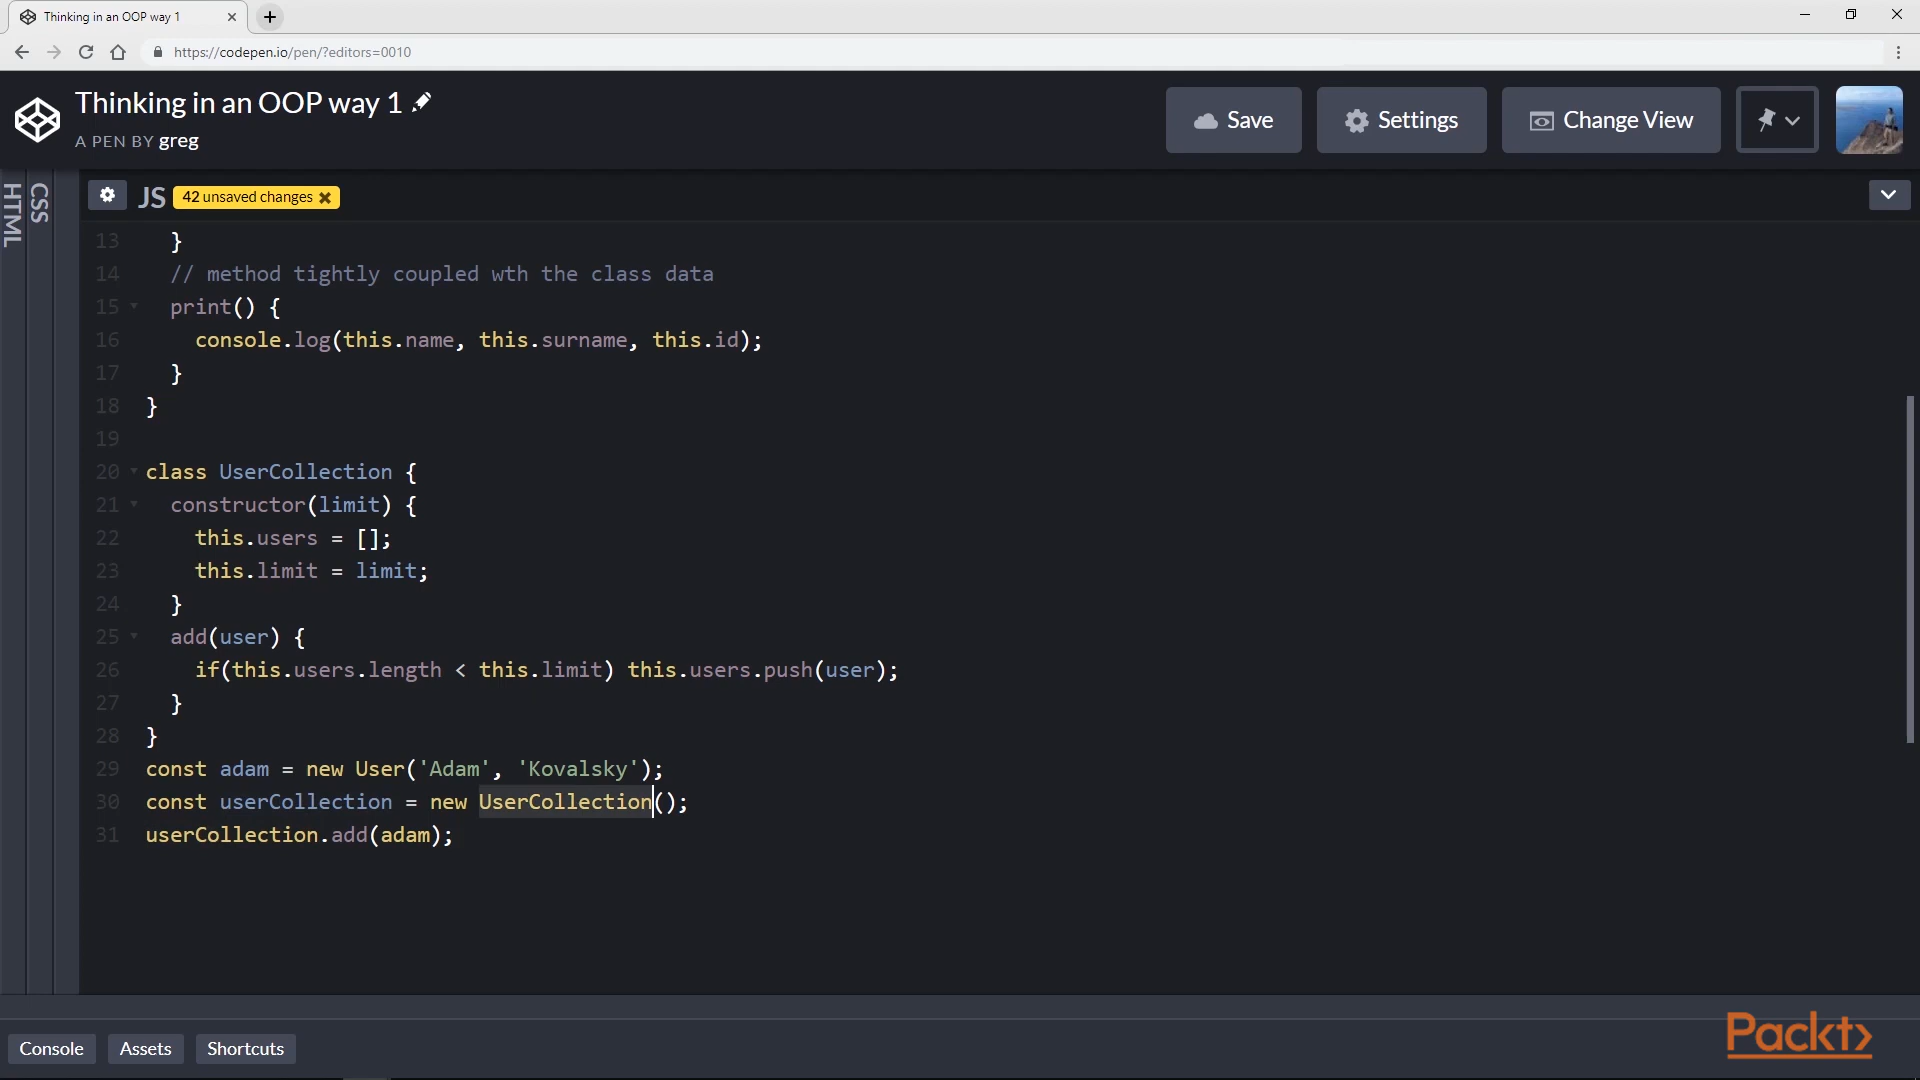 Thinking in an OOP way 1
https://codepen.io/pen/?editors=0010
Thinking in an OOP way 1
A PEN BY greg
Save
Settings
Change View
HTML
CSS
JS
42 unsaved changes
13   }
14   // method tightly coupled wth the class data
15   print() {
16     console.log(this.name, this.surname, this.id);
17   }
18 }
19
20 class UserCollection {
21   constructor(limit) {
22     this.users = [];
23     this.limit = limit;
24   }
25   add(user) {
26     if(this.users.length < this.limit) this.users.push(user);
27   }
28 }
29 const adam = new User('Adam', 'Kovalsky');
30 const userCollection = new UserCollection();
31 userCollection.add(adam);
Console
Assets
Shortcuts
Packt>